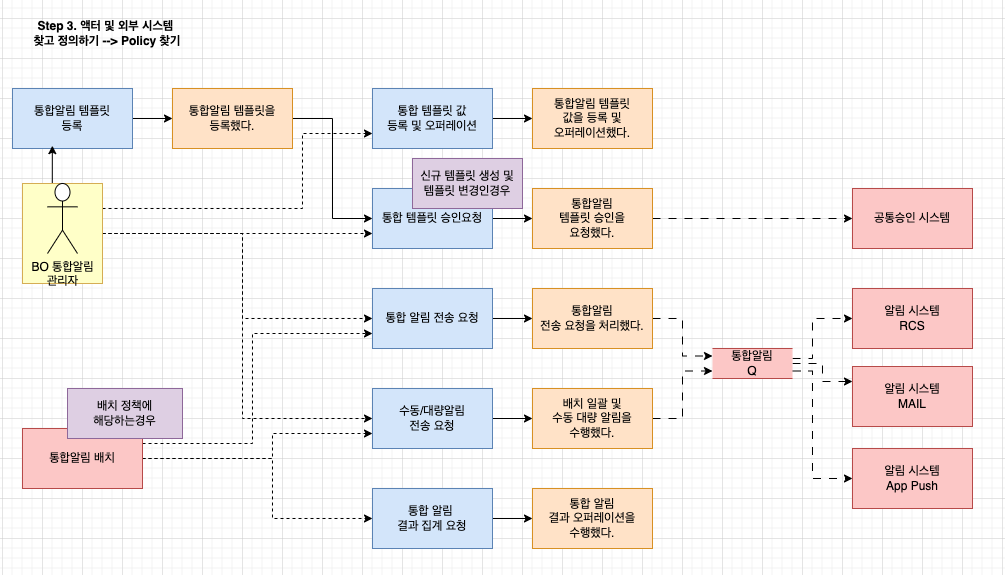 Step 3. 액터 및 외부 시스템
찾고 정의하기 --> Policy 찾기
통합알림 템플릿
등록
통합알림 템플릿을
등록했다.
통합 템플릿 값
등록 및 오퍼레이션
통합알림 템플릿
값을 등록 및
오퍼레이션했다.
신규 템플릿 생성 및
템플릿 변경인경우
통합 템플릿 승인요청
통합알림
템플릿 승인을
요청했다.
공통승인 시스템
BO 통합알림
관리자
통합 알림 전송 요청
통합알림
전송 요청을 처리했다.
알림 시스템
RCS
통합알림
Q
알림 시스템
MAIL
배치 정책에
해당하는경우
수동/대량알림
전송 요청
배치 일괄 및
수동 대량 알림을
수행했다.
통합알림 배치
알림 시스템
App Push
통합 알림
결과 집계 요청
통합 알림
결과 오퍼레이션을
수행했다.